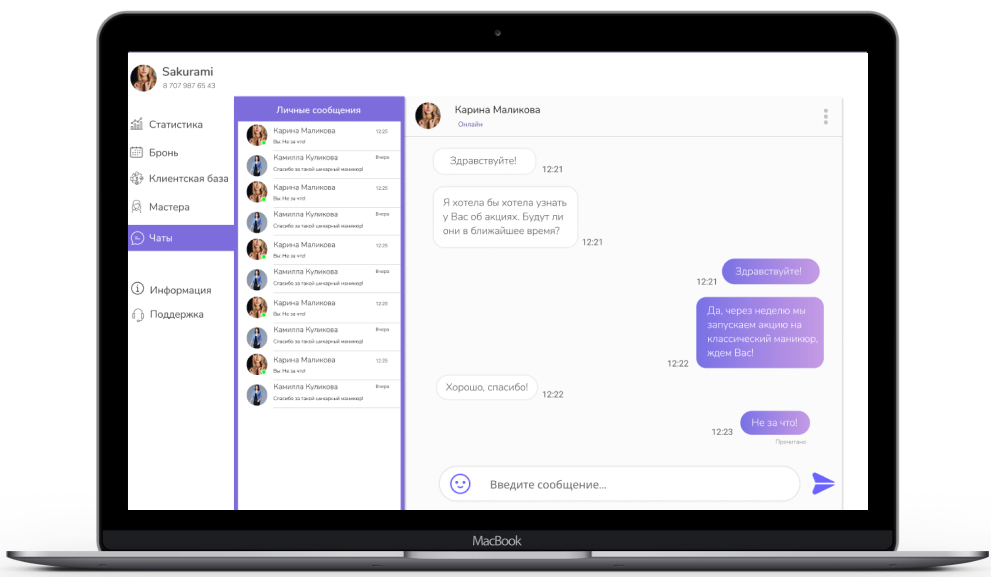 Sakurami
8 707 987 65 43
Статистика
Бронь
Клиентская база
Мастера
Чаты
Информация
Поддержка
Личные сообщения
Карина Маликова 12:25
Вы: Не за что!
Камилла Куликова Вчера
Спасибо за такой шикарный маникюр!
Карина Маликова 12:25
Вы: Не за что!
Камилла Куликова Вчера
Спасибо за такой шикарный маникюр!
Карина Маликова 12:25
Вы: Не за что!
Камилла Куликова Вчера
Спасибо за такой шикарный маникюр!
Карина Маликова 12:25
Вы: Не за что!
Камилла Куликова Вчера
Спасибо за такой шикарный маникюр!
Карина Маликова 12:25
Вы: Не за что!
Камилла Куликова Вчера
Спасибо за такой шикарный маникюр!
Карина Маликова
Онлайн
Здравствуйте!
12:21
Я хотела бы хотела узнать
у Вас об акциях. Будут ли
они в ближайшее время?
12:21
Здравствуйте!
12:21
Да, через неделю мы
запускаем акцию на
классический маникюр,
ждем Вас!
12:22
Хорошо, спасибо!
12:22
Не за что!
12:23
Прочитано
Введите сообщение...
MacBook